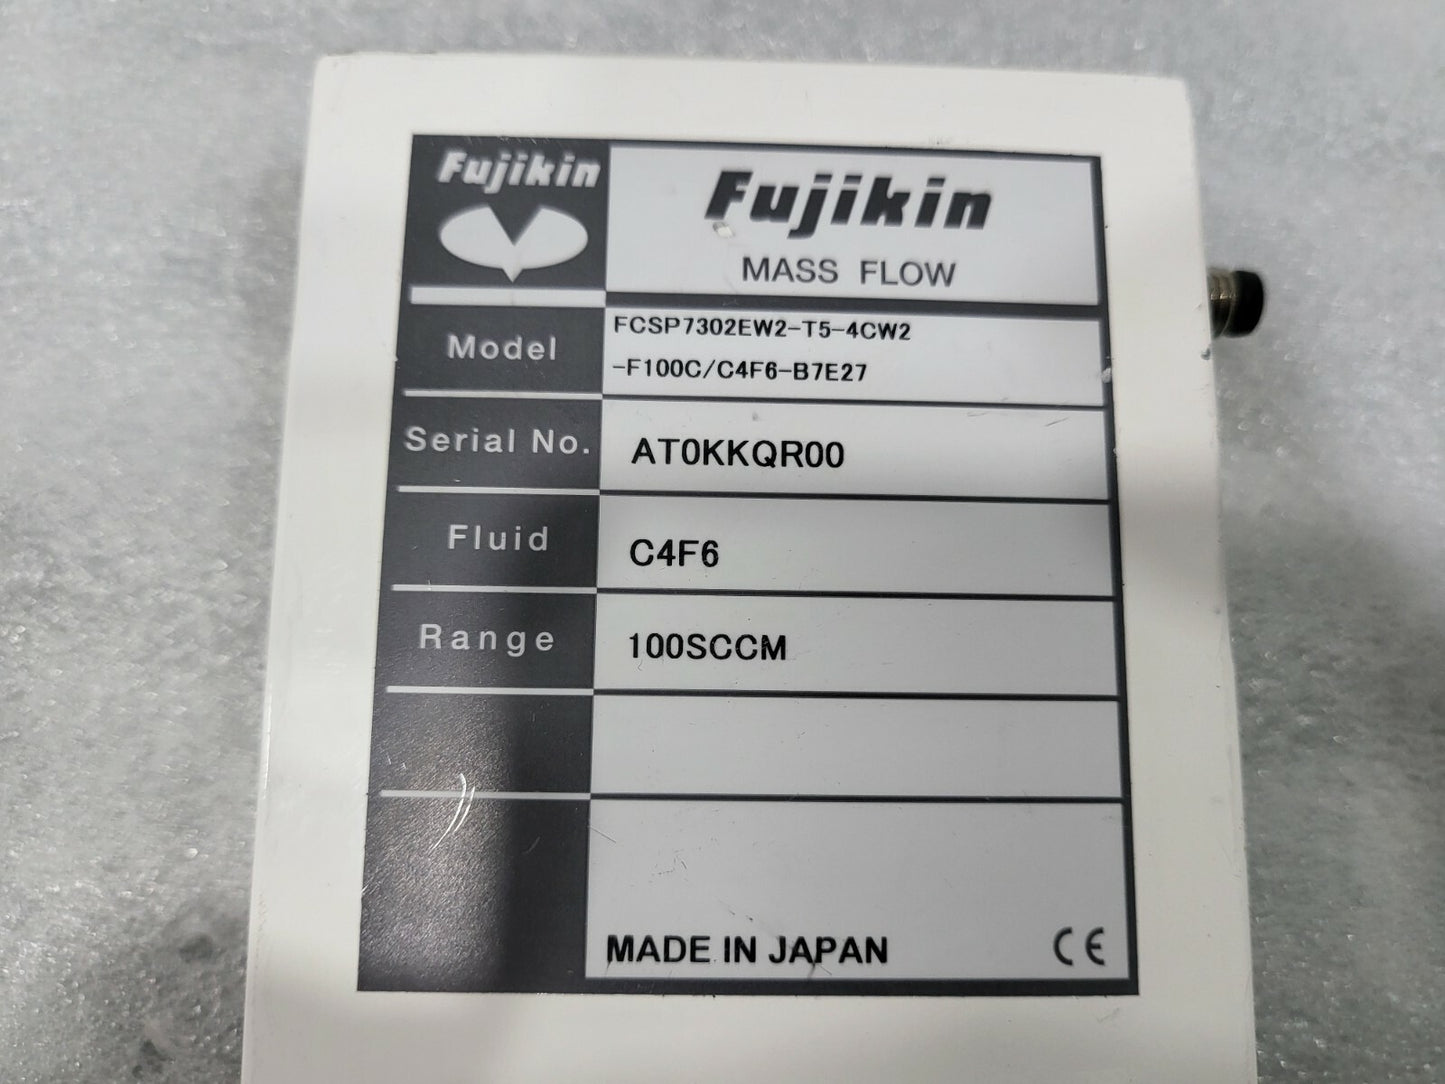 Fujikin
Fujikin
MASS FLOW
Model
FCSP7302EW2-T5-4CW2
-F100C/C4F6-B7E27
Serial No.
AT0KKQR00
Fluid
C4F6
Range
100SCCM
MADE IN JAPAN
CE